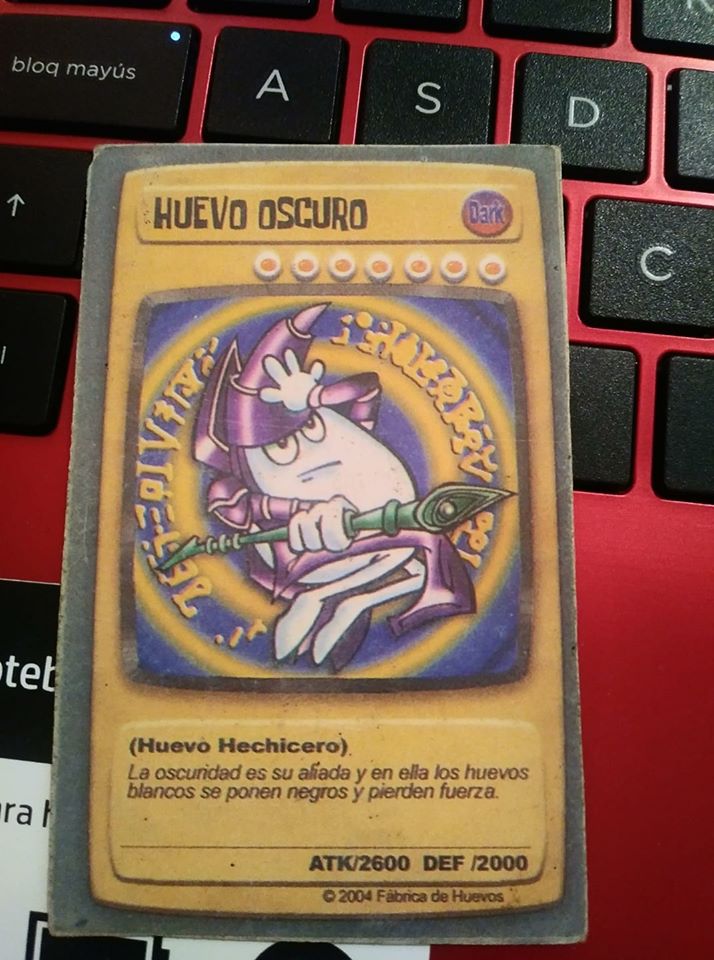 bloq mayús
A
S
D
C
HUEVO OSCURO
Dark
(Huevo Hechicero)
La oscuridad es su aliada y en ella los huevos
blancos se ponen negros y pierden fuerza.
ATK/2600 DEF /2000
© 2004 Fábrica de Huevos